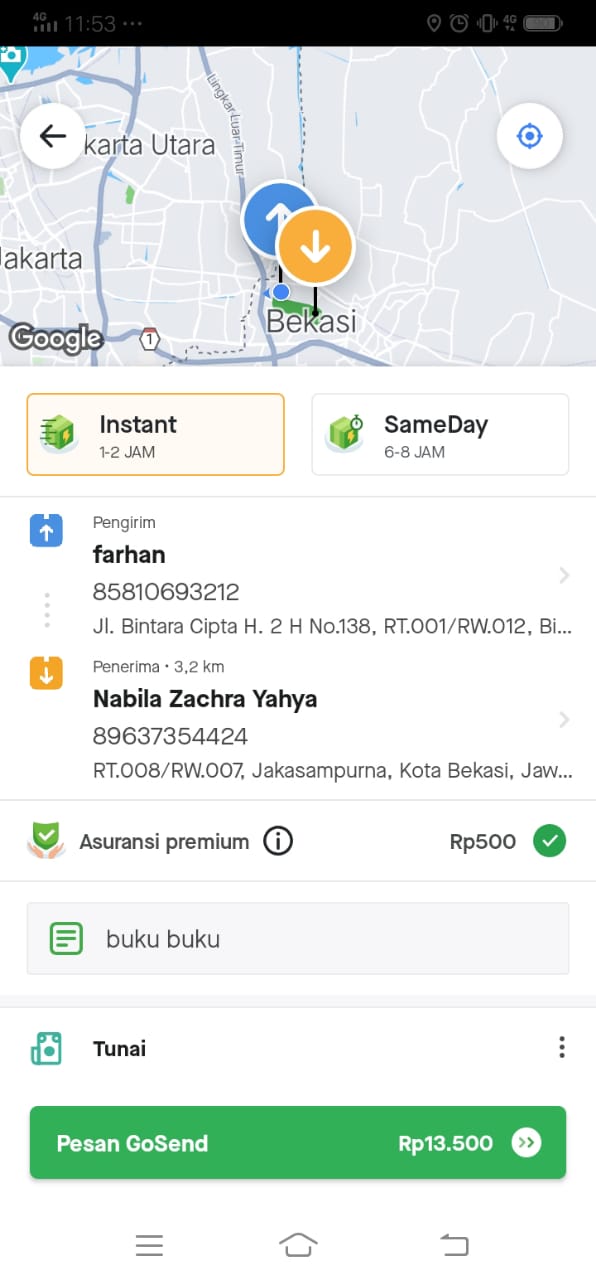 4G 11:53 ...
4G
Lingkar Luar Timur
karta Utara
Jakarta
Bekasi
Google
1
Instant
1-2 JAM
SameDay
6-8 JAM
Pengirim
farhan
85810693212
Jl. Bintara Cipta H. 2 H No.138, RT.001/RW.012, Bi...
Penerima • 3,2 km
Nabila Zachra Yahya
89637354424
RT.008/RW.007, Jakasampurna, Kota Bekasi, Jaw...
Asuransi premium
Rp500
buku buku
Tunai
Pesan GoSend
Rp13.500